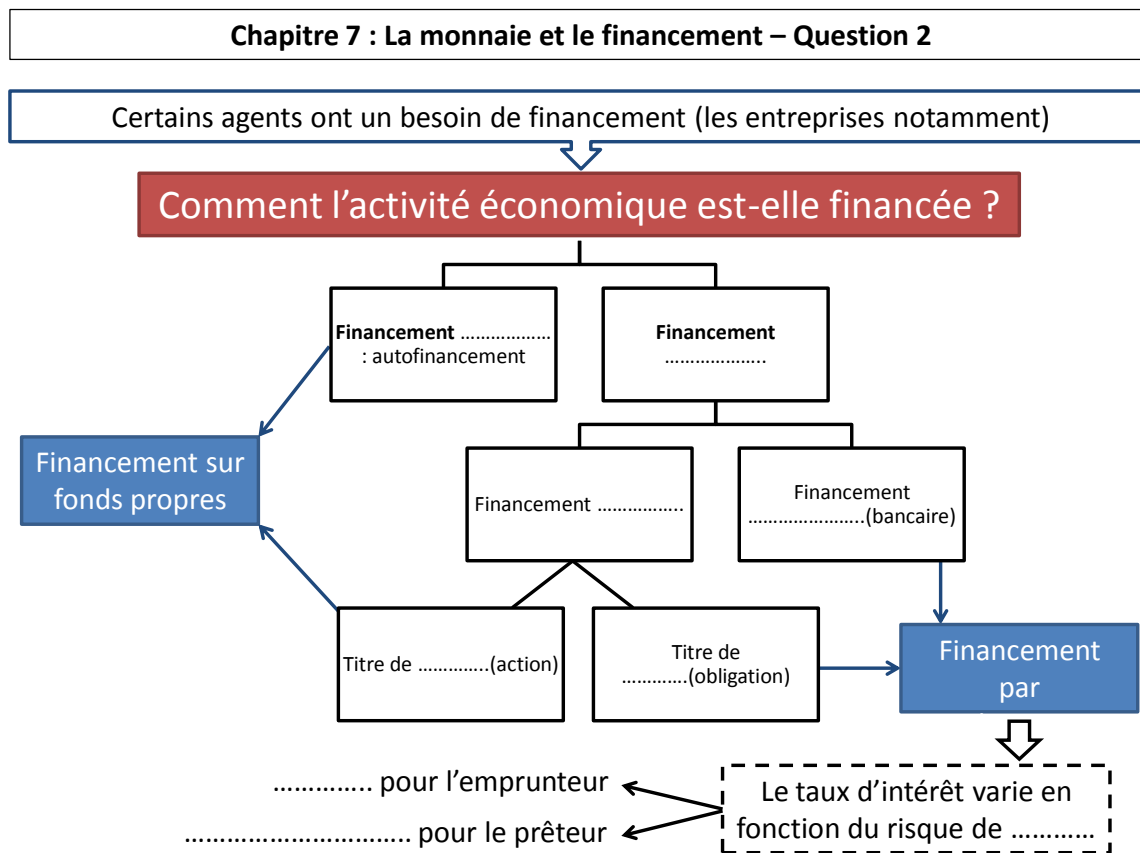 Chapitre 7 : La monnaie et le financement – Question 2
Certains agents ont un besoin de financement (les entreprises notamment)
Comment l'activité économique est-elle financée ?
Financement ………………
: autofinancement
Financement
………………..
Financement sur
fonds propres
Financement ……………..
Financement
…………………..(bancaire)
Titre de …………..(action)
Titre de
………….(obligation)
Financement
par
………….. pour l'emprunteur
…………………………….. pour le prêteur
Le taux d'intérêt varie en
fonction du risque de …………